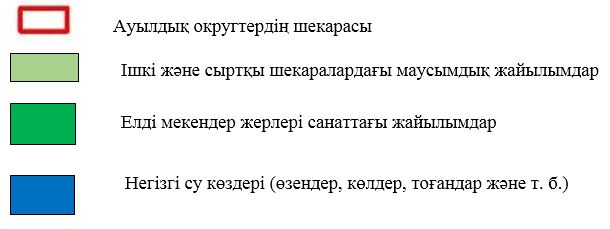 Ауылдық округтердің шекарасы
Ішкі және сыртқы шекаралардағы маусымдық жайылымдар
Елді мекендер жерлері санаттағы жайылымдар
Негізгі су көздері (өзендер, көлдер, тоғандар және т. б.)